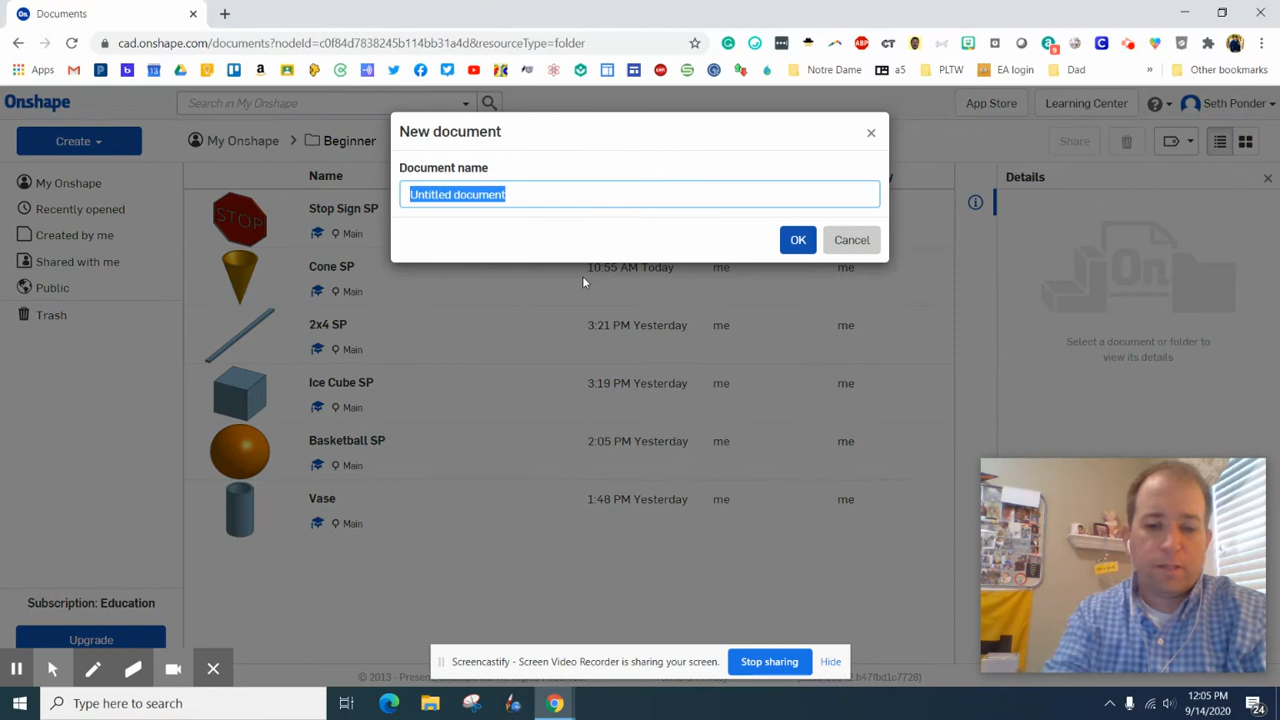 Documents
cad.onshape.com/documents?nodeId=c0f84d7838245b114bb31a4d&resourceType=folder
Apps
Notre Dame
a5
PLTW
EA login
Dad
Other bookmarks
Onshape
Search in My Onshape
App Store
Learning Center
Seth Ponder
Create
My Onshape
Beginner
Share
New document
Document name
Untitled document
OK
Cancel
My Onshape
Recently opened
Created by me
Shared with me
Public
Trash
Subscription: Education
Upgrade
Name
Stop Sign SP
Main
STOP
Cone SP
Main
10:55 AM Today
me
me
2x4 SP
Main
3:21 PM Yesterday
me
me
Ice Cube SP
Main
3:19 PM Yesterday
me
me
Basketball SP
Main
2:05 PM Yesterday
me
me
Vase
Main
1:48 PM Yesterday
me
me
Details
Select a document or folder to
view its details
Screencastify - Screen Video Recorder is sharing your screen.
Stop sharing
Hide
Type here to search
12:05 PM
9/14/2020
24